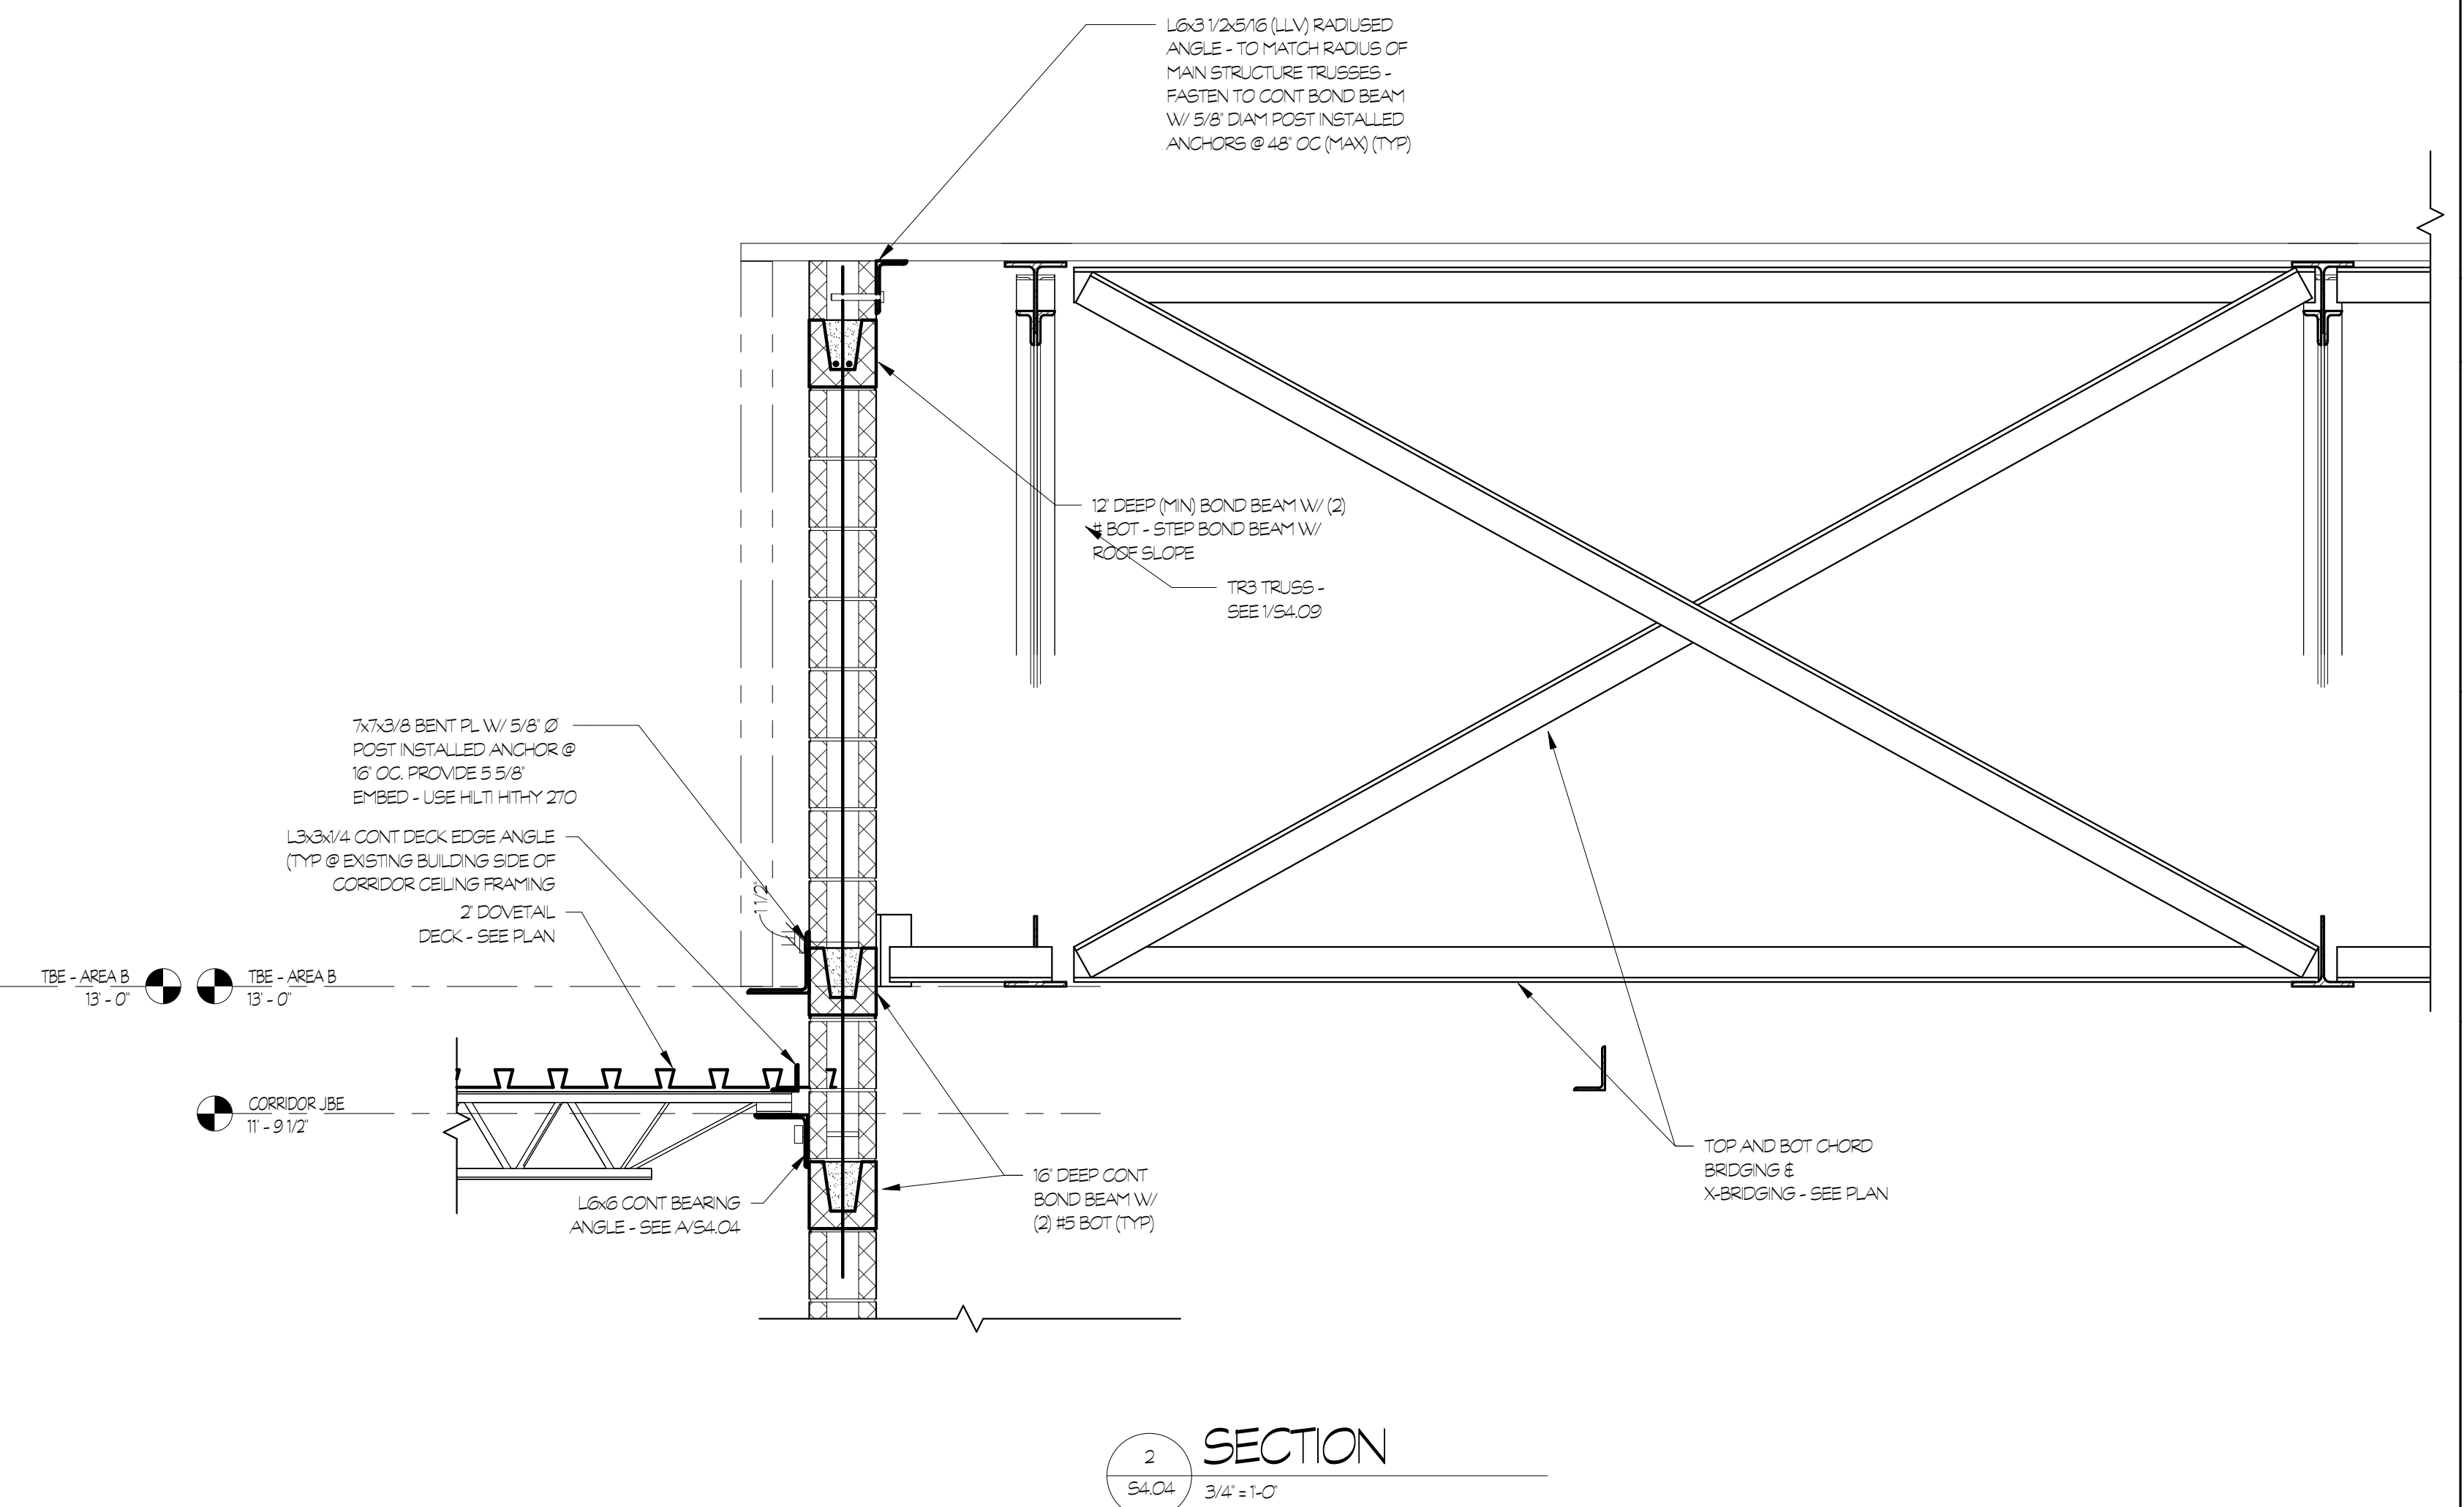 L6x3 1/2x5/16 (LLV) RADIUSED
ANGLE - TO MATCH RADIUS OF
MAIN STRUCTURE TRUSSES -
FASTEN TO CONT BOND BEAM
W/ 5/8" DIAM POST INSTALLED
ANCHORS @ 48" OC (MAX) (TYP)
12" DEEP (MIN) BOND BEAM W/ (2)
# BOT - STEP BOND BEAM W/
ROOF SLOPE
TR3 TRUSS -
SEE 1/S4.09
7x7x3/8 BENT PL W/ 5/8" Ø
POST INSTALLED ANCHOR @
16" OC. PROVIDE 5 5/8"
EMBED - USE HILTI HITHY 270
L3x3x1/4 CONT DECK EDGE ANGLE
(TYP @ EXISTING BUILDING SIDE OF
CORRIDOR CEILING FRAMING
1 1/2"
2" DOVETAIL
DECK - SEE PLAN
TBE - AREA B
13' - 0"
TBE - AREA B
13' - 0"
CORRIDOR JBE
11' - 9 1/2"
L6x6 CONT BEARING
ANGLE - SEE A/S4.04
16" DEEP CONT
BOND BEAM W/
(2) #5 BOT (TYP)
TOP AND BOT CHORD
BRIDGING &
X-BRIDGING - SEE PLAN
2
S4.04
SECTION
3/4" = 1'-0"